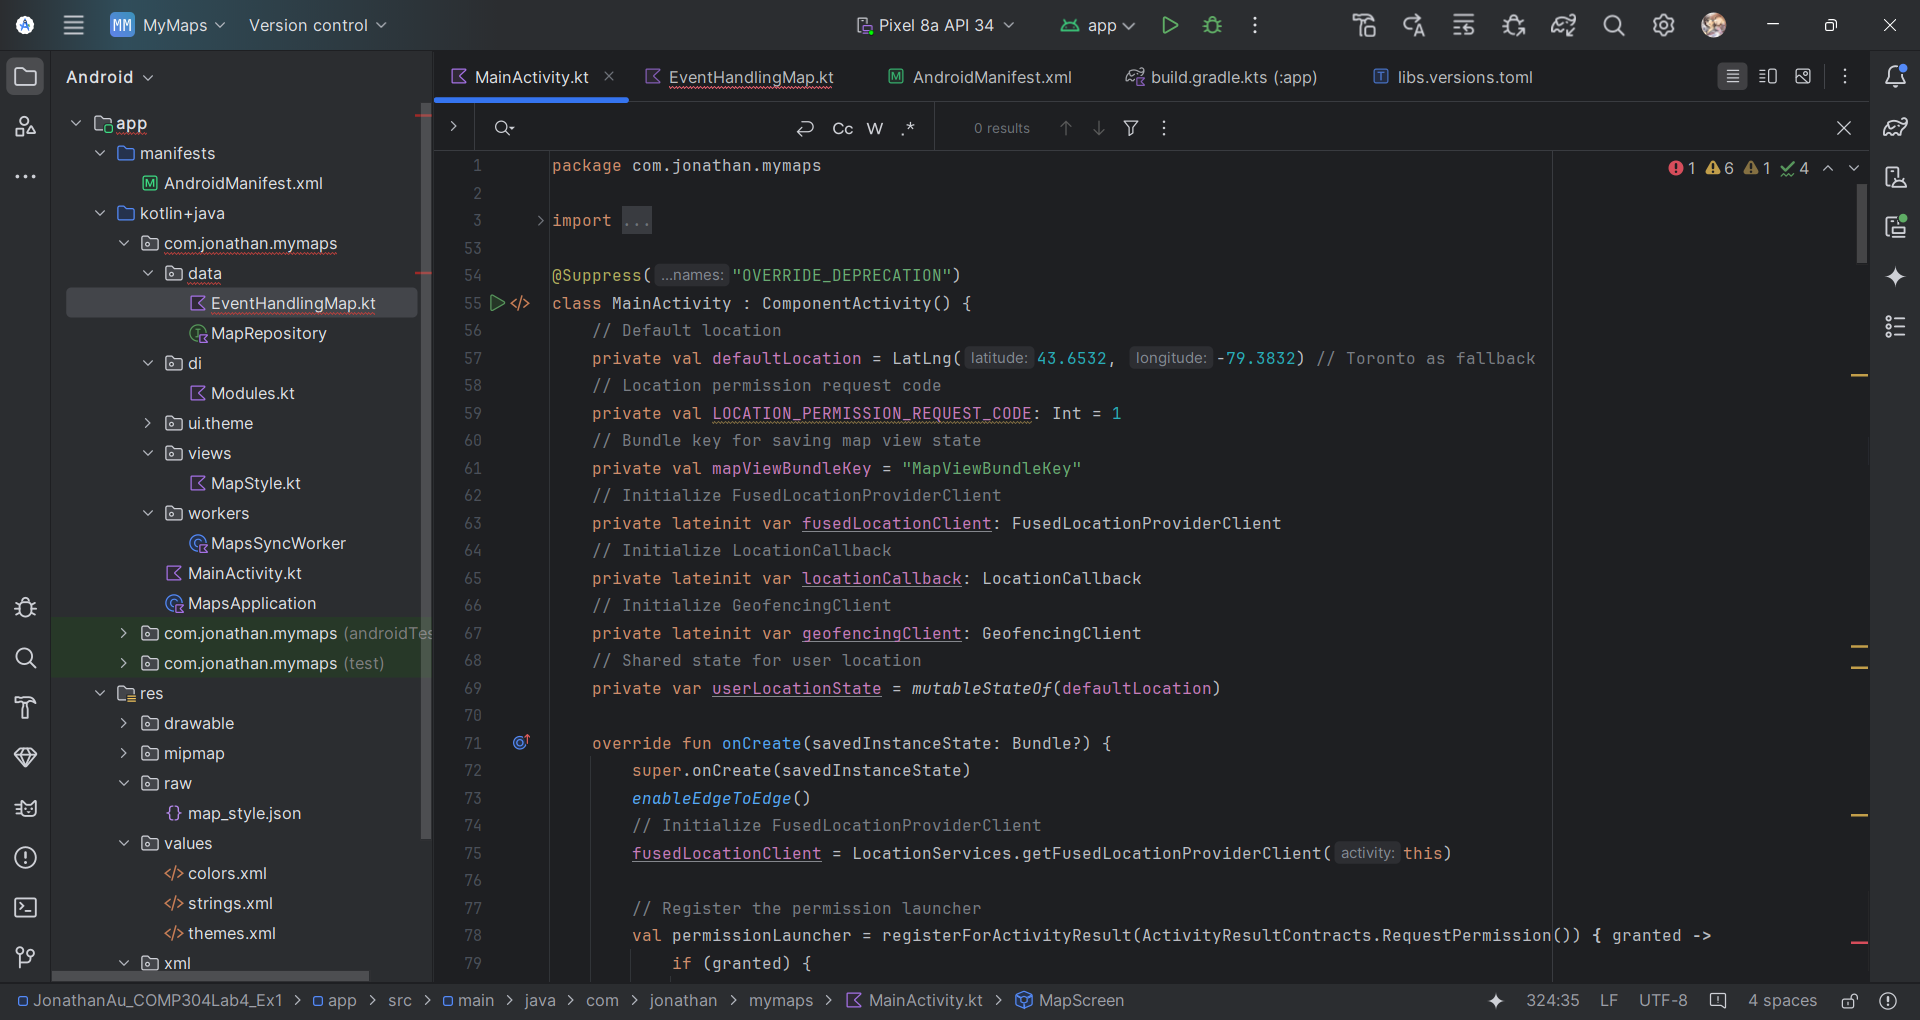 MM MyMaps Version control Pixel 8a API 34 app
Android
MainActivity.kt EventHandlingMap.kt AndroidManifest.xml build.gradle.kts (:app) libs.versions.toml
Cc W .* 0 results
app
manifests
AndroidManifest.xml
kotlin+java
com.jonathan.mymaps
data
EventHandlingMap.kt
MapRepository
di
Modules.kt
ui.theme
views
MapStyle.kt
workers
MapsSyncWorker
MainActivity.kt
MapsApplication
com.jonathan.mymaps (androidTes
com.jonathan.mymaps (test)
res
drawable
mipmap
raw
map_style.json
values
colors.xml
strings.xml
themes.xml
xml
1 6 1 4
1 package com.jonathan.mymaps
2
3 import ...
53
54 @Suppress( ...names: "OVERRIDE_DEPRECATION")
55 class MainActivity : ComponentActivity() {
56 // Default location
57 private val defaultLocation = LatLng( latitude: 43.6532, longitude: -79.3832) // Toronto as fallback
58 // Location permission request code
59 private val LOCATION_PERMISSION_REQUEST_CODE: Int = 1
60 // Bundle key for saving map view state
61 private val mapViewBundleKey = "MapViewBundleKey"
62 // Initialize FusedLocationProviderClient
63 private lateinit var fusedLocationClient: FusedLocationProviderClient
64 // Initialize LocationCallback
65 private lateinit var locationCallback: LocationCallback
66 // Initialize GeofencingClient
67 private lateinit var geofencingClient: GeofencingClient
68 // Shared state for user location
69 private var userLocationState = mutableStateOf(defaultLocation)
70
71 override fun onCreate(savedInstanceState: Bundle?) {
72 super.onCreate(savedInstanceState)
73 enableEdgeToEdge()
74 // Initialize FusedLocationProviderClient
75 fusedLocationClient = LocationServices.getFusedLocationProviderClient( activity: this)
76
77 // Register the permission launcher
78 val permissionLauncher = registerForActivityResult(ActivityResultContracts.RequestPermission()) { granted ->
79 if (granted) {
JonathanAu_COMP304Lab4_Ex1 > app > src > main > java > com > jonathan > mymaps > MainActivity.kt > MapScreen 324:35 LF UTF-8 4 spaces